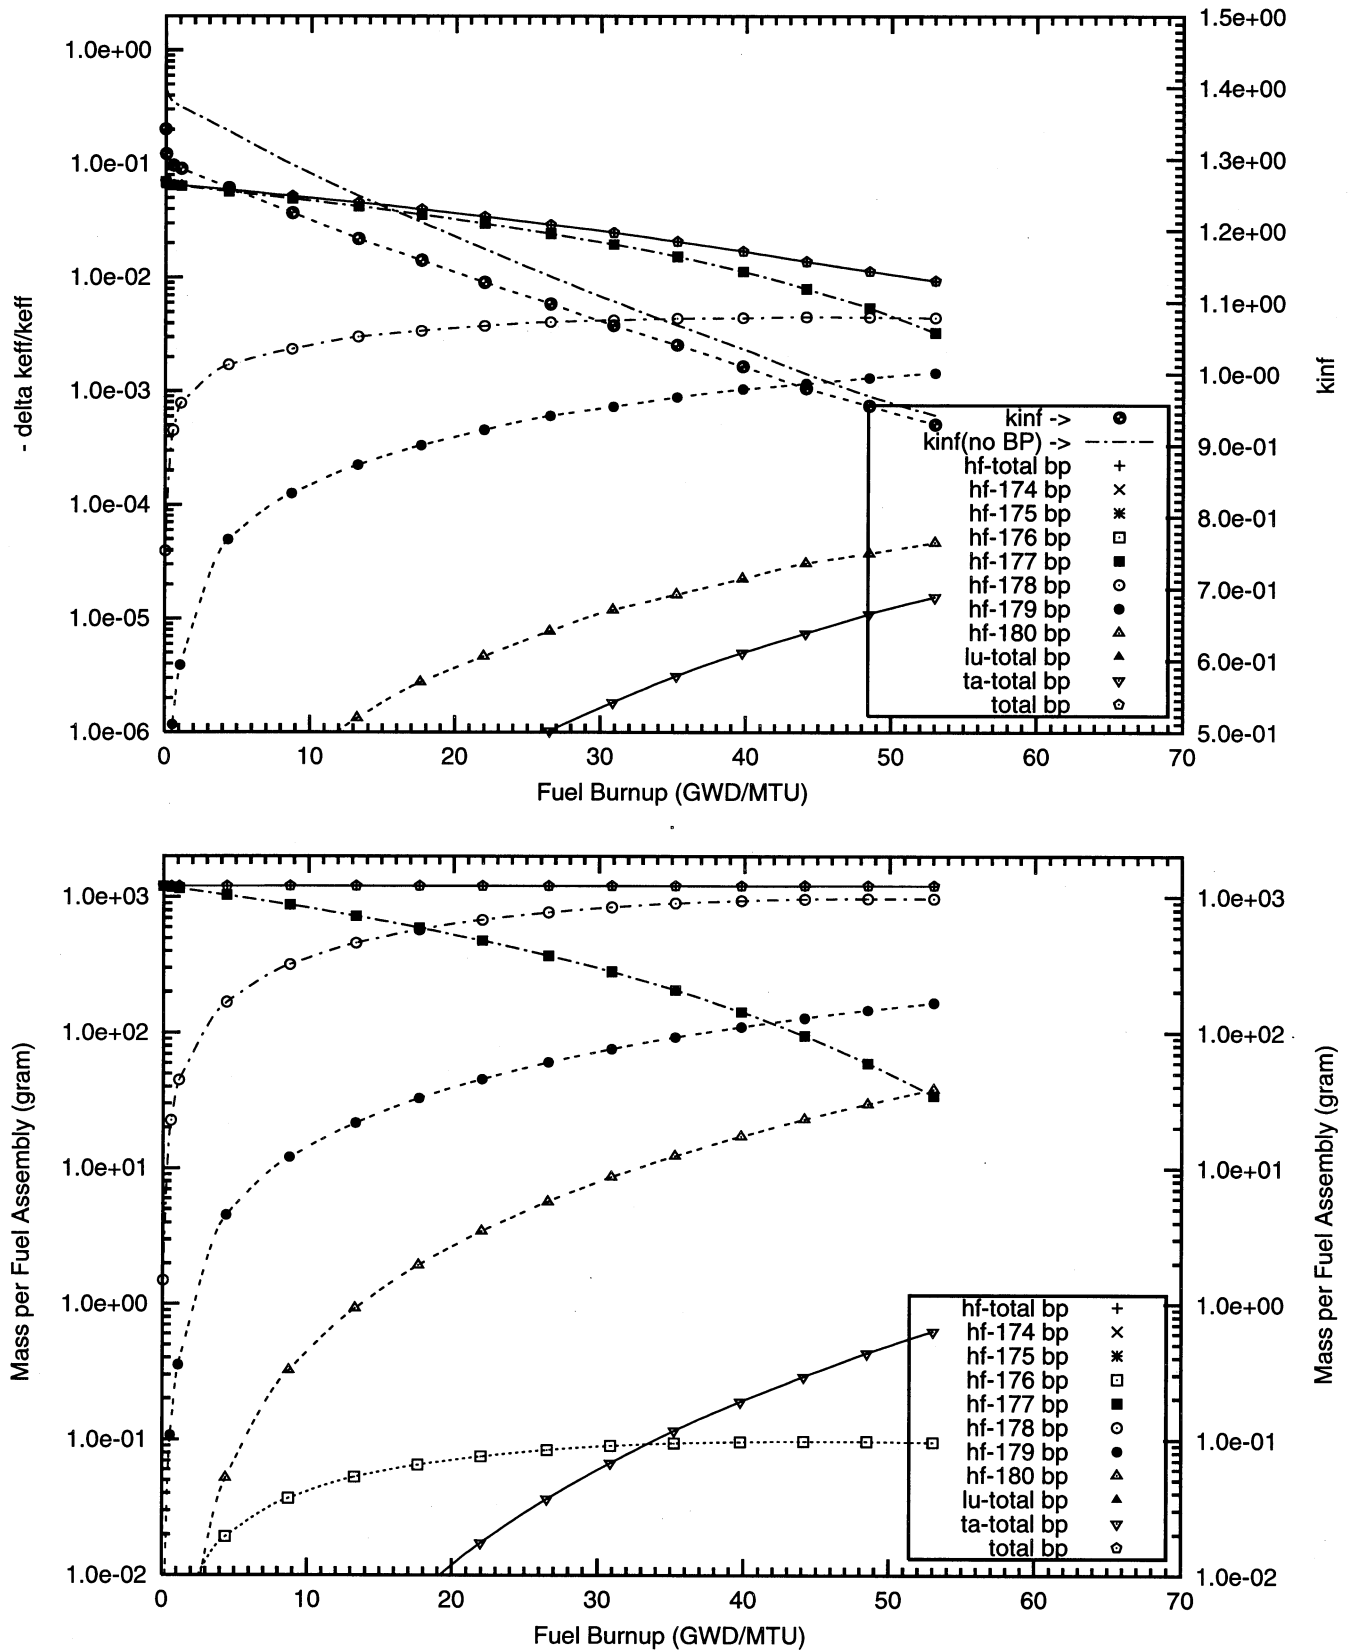 1.0e+00
1.0e-01
1.0e-02
1.0e-03
1.0e-04
1.0e-05
1.0e-06
- delta keff/keff
1.5e+00
1.4e+00
1.3e+00
1.2e+00
1.1e+00
1.0e-00
9.0e-01
8.0e-01
7.0e-01
6.0e-01
5.0e-01
kinf
kinf ->
kinf(no BP) ->
hf-total bp
hf-174 bp
hf-175 bp
hf-176 bp
hf-177 bp
hf-178 bp
hf-179 bp
hf-180 bp
lu-total bp
ta-total bp
total bp
0 10 20 30 40 50 60 70
Fuel Burnup (GWD/MTU)
1.0e+03
1.0e+02
1.0e+01
1.0e+00
1.0e-01
1.0e-02
Mass per Fuel Assembly (gram)
1.0e+03
1.0e+02
1.0e+01
1.0e+00
1.0e-01
1.0e-02
Mass per Fuel Assembly (gram)
hf-total bp
hf-174 bp
hf-175 bp
hf-176 bp
hf-177 bp
hf-178 bp
hf-179 bp
hf-180 bp
lu-total bp
ta-total bp
total bp
0 10 20 30 40 50 60 70
Fuel Burnup (GWD/MTU)